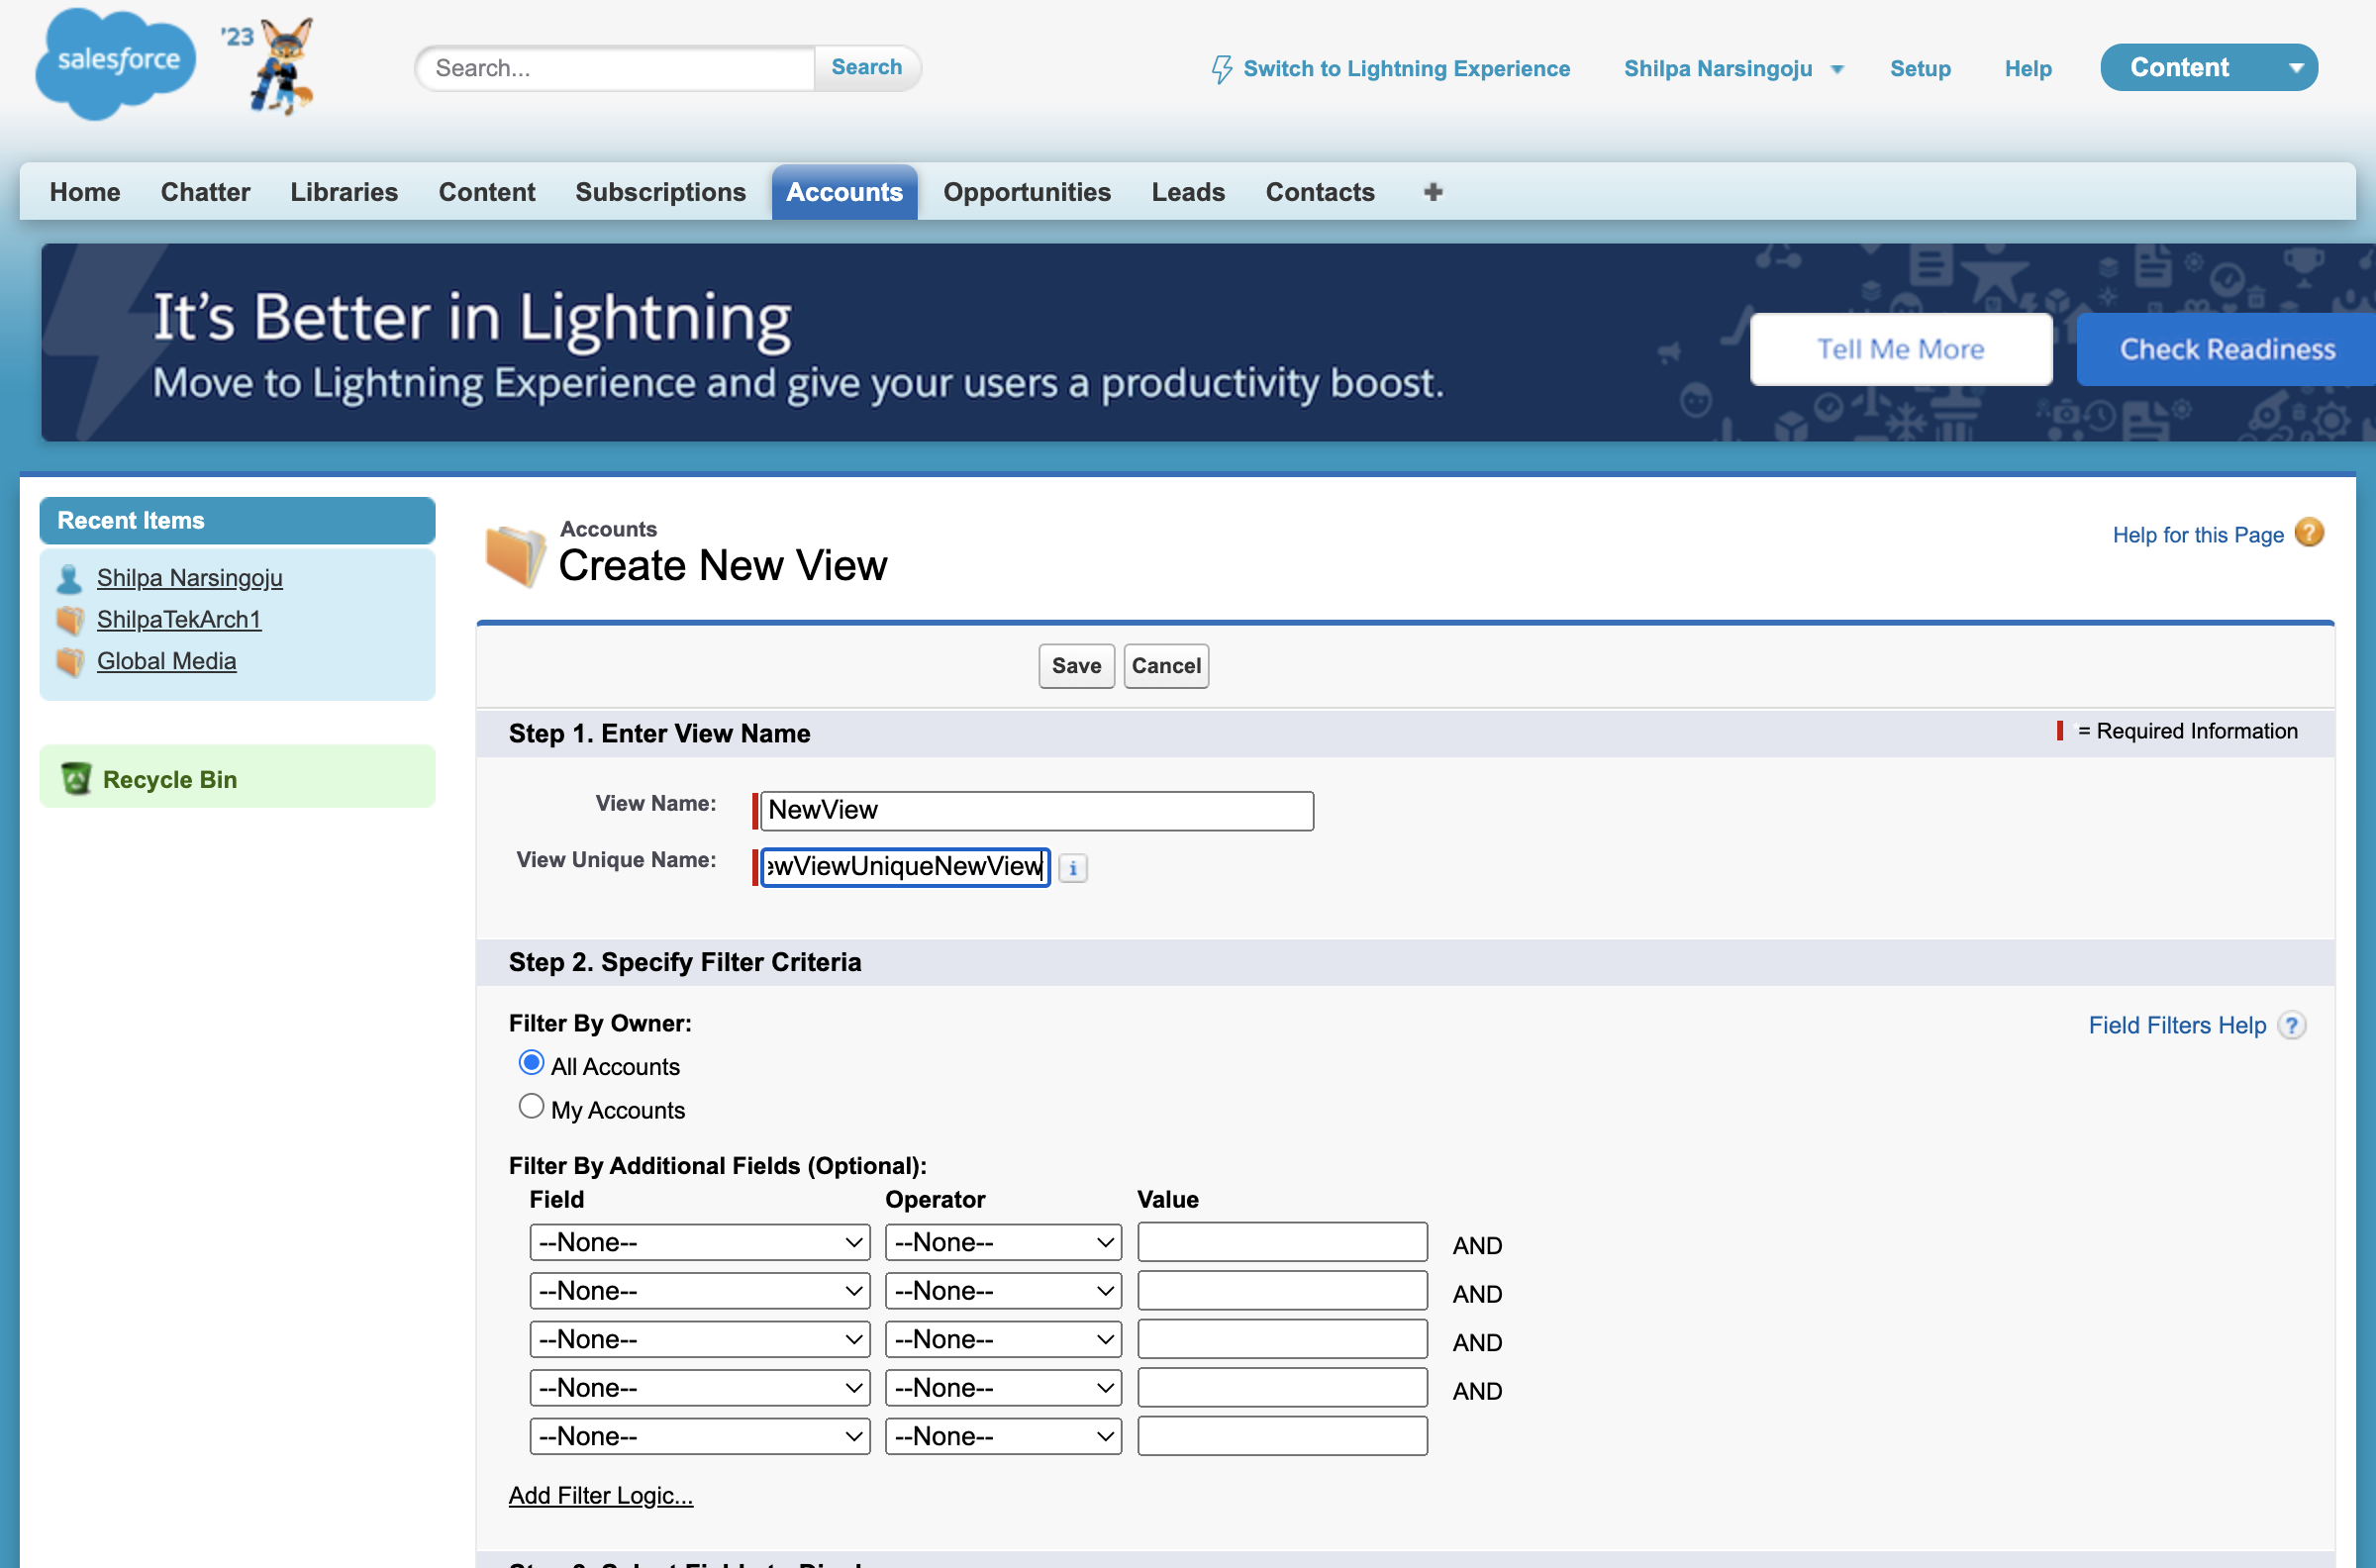 salesforce
'23
Search...
Search
Switch to Lightning Experience
Shilpa Narsingoju
Setup
Help
Content
Home
Chatter
Libraries
Content
Subscriptions
Accounts
Opportunities
Leads
Contacts
+
It's Better in Lightning
Move to Lightning Experience and give your users a productivity boost.
Tell Me More
Check Readiness
Recent Items
Shilpa Narsingoju
ShilpaTekArch1
Global Media
Recycle Bin
Accounts
Create New View
Help for this Page ?
Save
Cancel
Step 1. Enter View Name
= Required Information
View Name:
NewView
View Unique Name:
ewViewUniqueNewView
i
Step 2. Specify Filter Criteria
Filter By Owner:
Field Filters Help ?
All Accounts
My Accounts
Filter By Additional Fields (Optional):
Field Operator Value
--None-- --None-- AND
--None-- --None-- AND
--None-- --None-- AND
--None-- --None-- AND
--None-- --None--
Add Filter Logic...